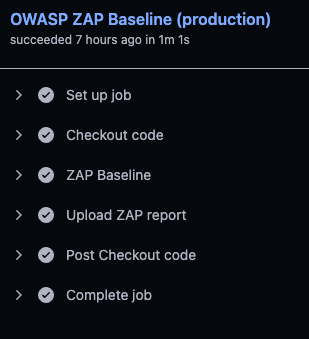 OWASP ZAP Baseline (production)
succeeded 7 hours ago in 1m 1s
Set up job
Checkout code
ZAP Baseline
Upload ZAP report
Post Checkout code
Complete job